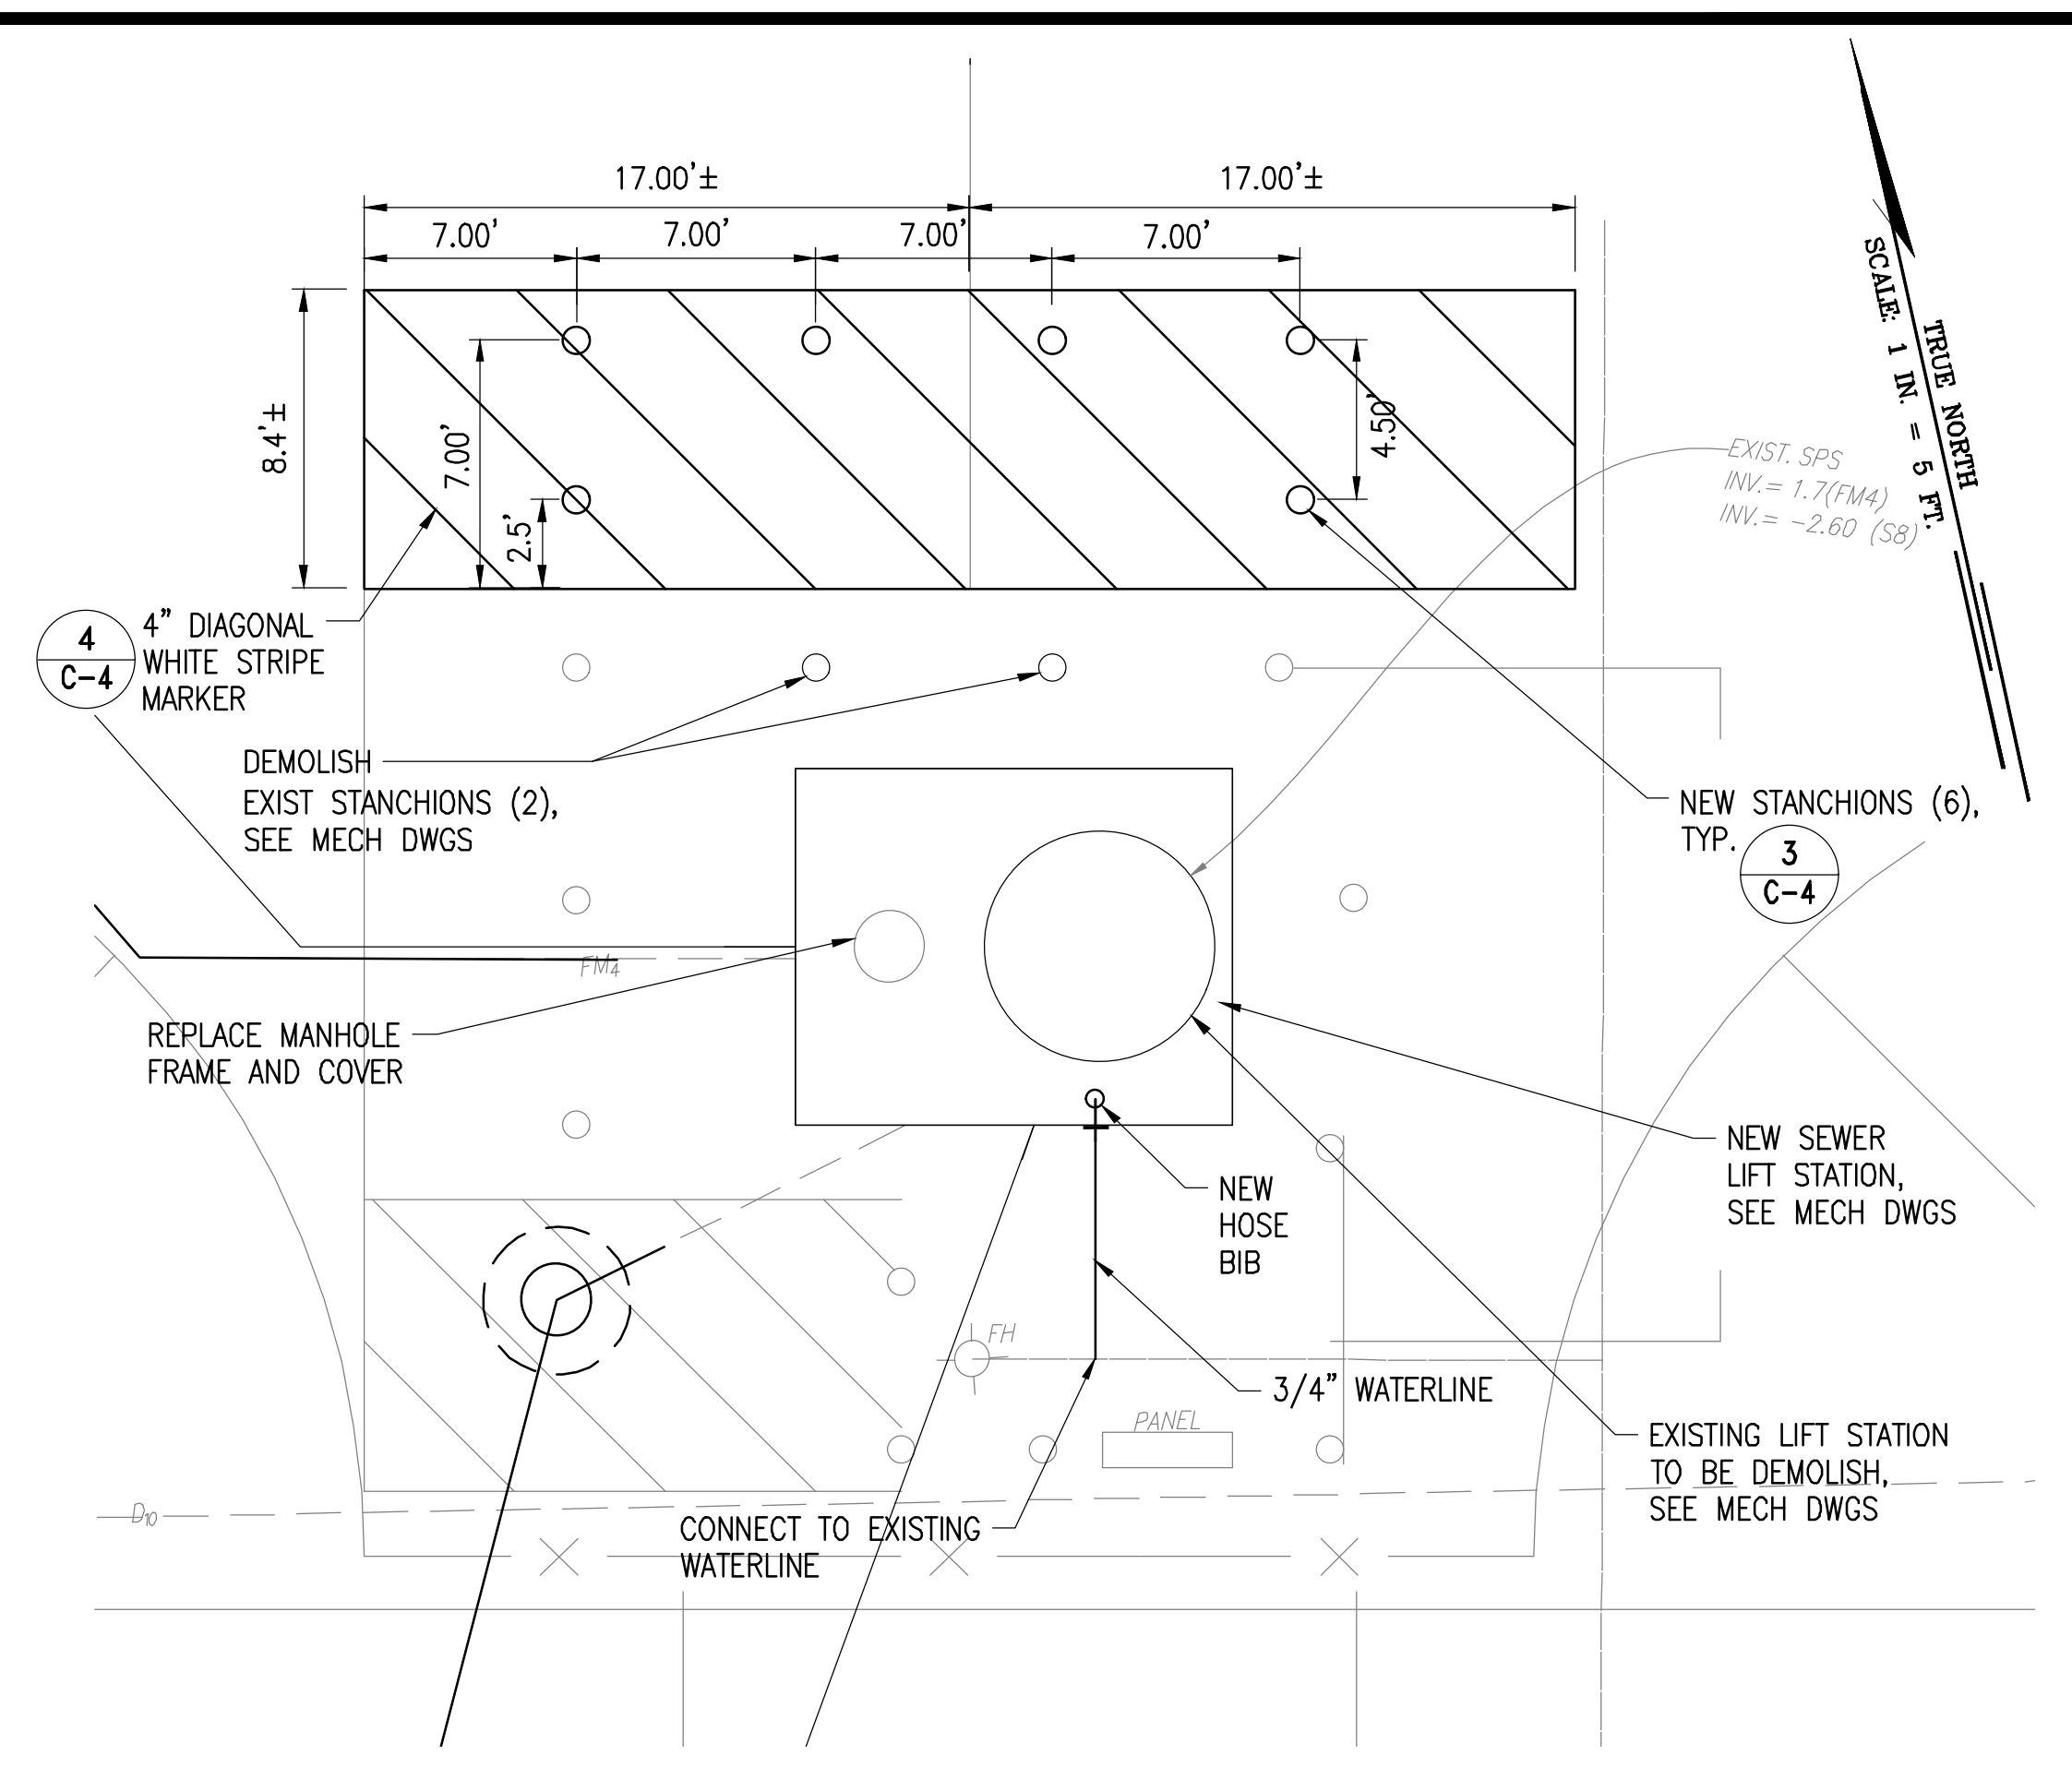 17.00'±
17.00'±
7.00'
7.00'
7.00'
7.00'
8.4'±
7.00'
2.5'
4.50'
TRUE NORTH
SCALE: 1 IN. = 5 FT.
EXIST. SPS
INV.= 1.7(FM4)
INV.= -2.60 (S8)
4
C-4
4" DIAGONAL
WHITE STRIPE
MARKER
DEMOLISH
EXIST STANCHIONS (2),
SEE MECH DWGS
NEW STANCHIONS (6),
TYP.
3
C-4
FM4
REPLACE MANHOLE
FRAME AND COVER
NEW SEWER
LIFT STATION,
SEE MECH DWGS
NEW
HOSE
BIB
FH
3/4" WATERLINE
PANEL
EXISTING LIFT STATION
TO BE DEMOLISH,
SEE MECH DWGS
D10
CONNECT TO EXISTING
WATERLINE